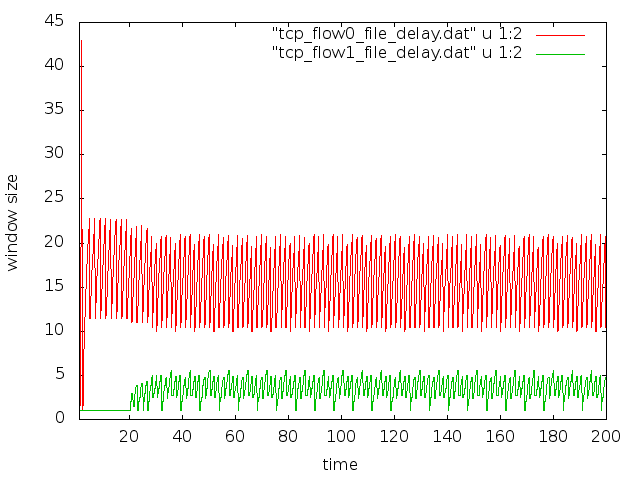 "tcp_flow0_file_delay.dat" u 1:2
"tcp_flow1_file_delay.dat" u 1:2
45
40
35
30
25
20
15
10
5
0
window size
20 40 60 80 100 120 140 160 180 200
time